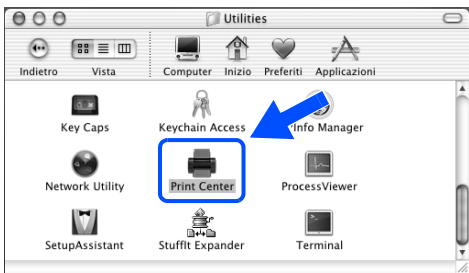 Utilities
Indietro Vista Computer Inizio Preferiti Applicazioni
Key Caps Keychain Access Info Manager
Network Utility Print Center ProcessViewer
SetupAssistant StuffIt Expander Terminal